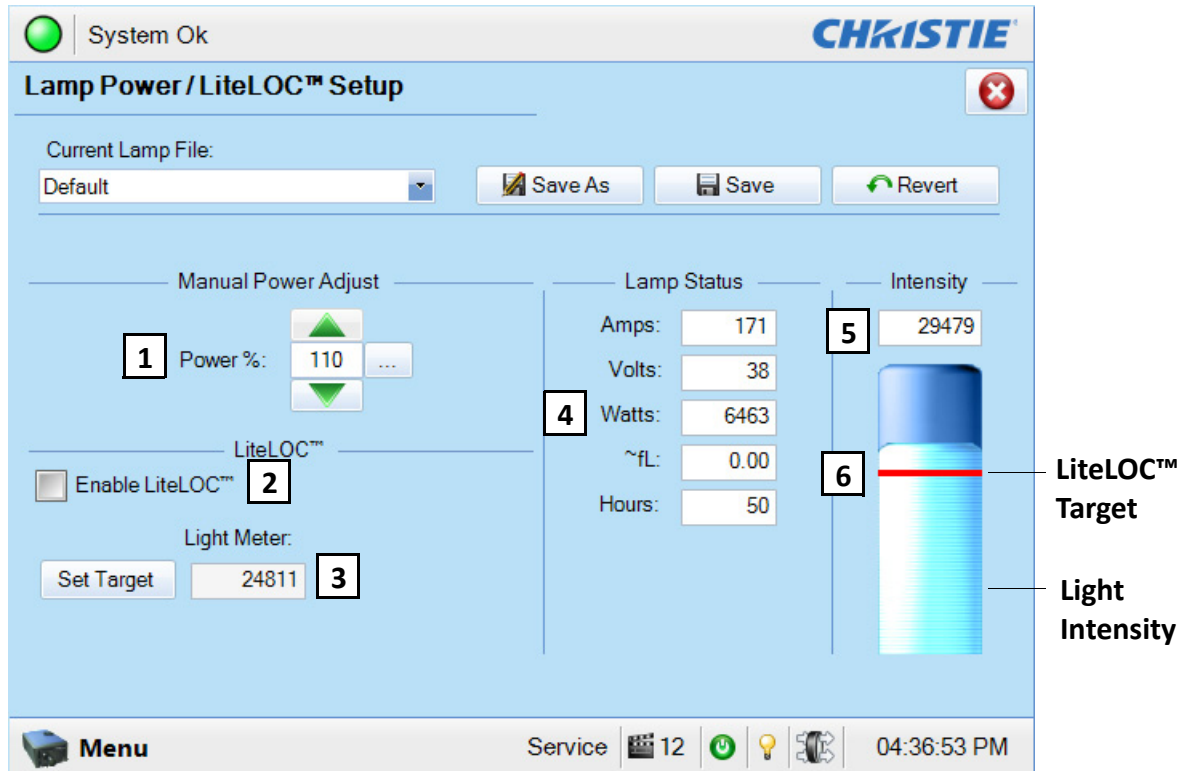 System Ok
CHRISTIE®
Lamp Power / LiteLOC™ Setup
Current Lamp File:
Default
Save As
Save
Revert
Manual Power Adjust
1
Power %:
110
...
LiteLOC™
Enable LiteLOC™
2
Light Meter:
Set Target
24811
3
Lamp Status
Amps:
171
Volts:
38
4
Watts:
6463
~fL:
0.00
Hours:
50
Intensity
5
29479
6
LiteLOC™
Target
Light
Intensity
Menu
Service
12
04:36:53 PM